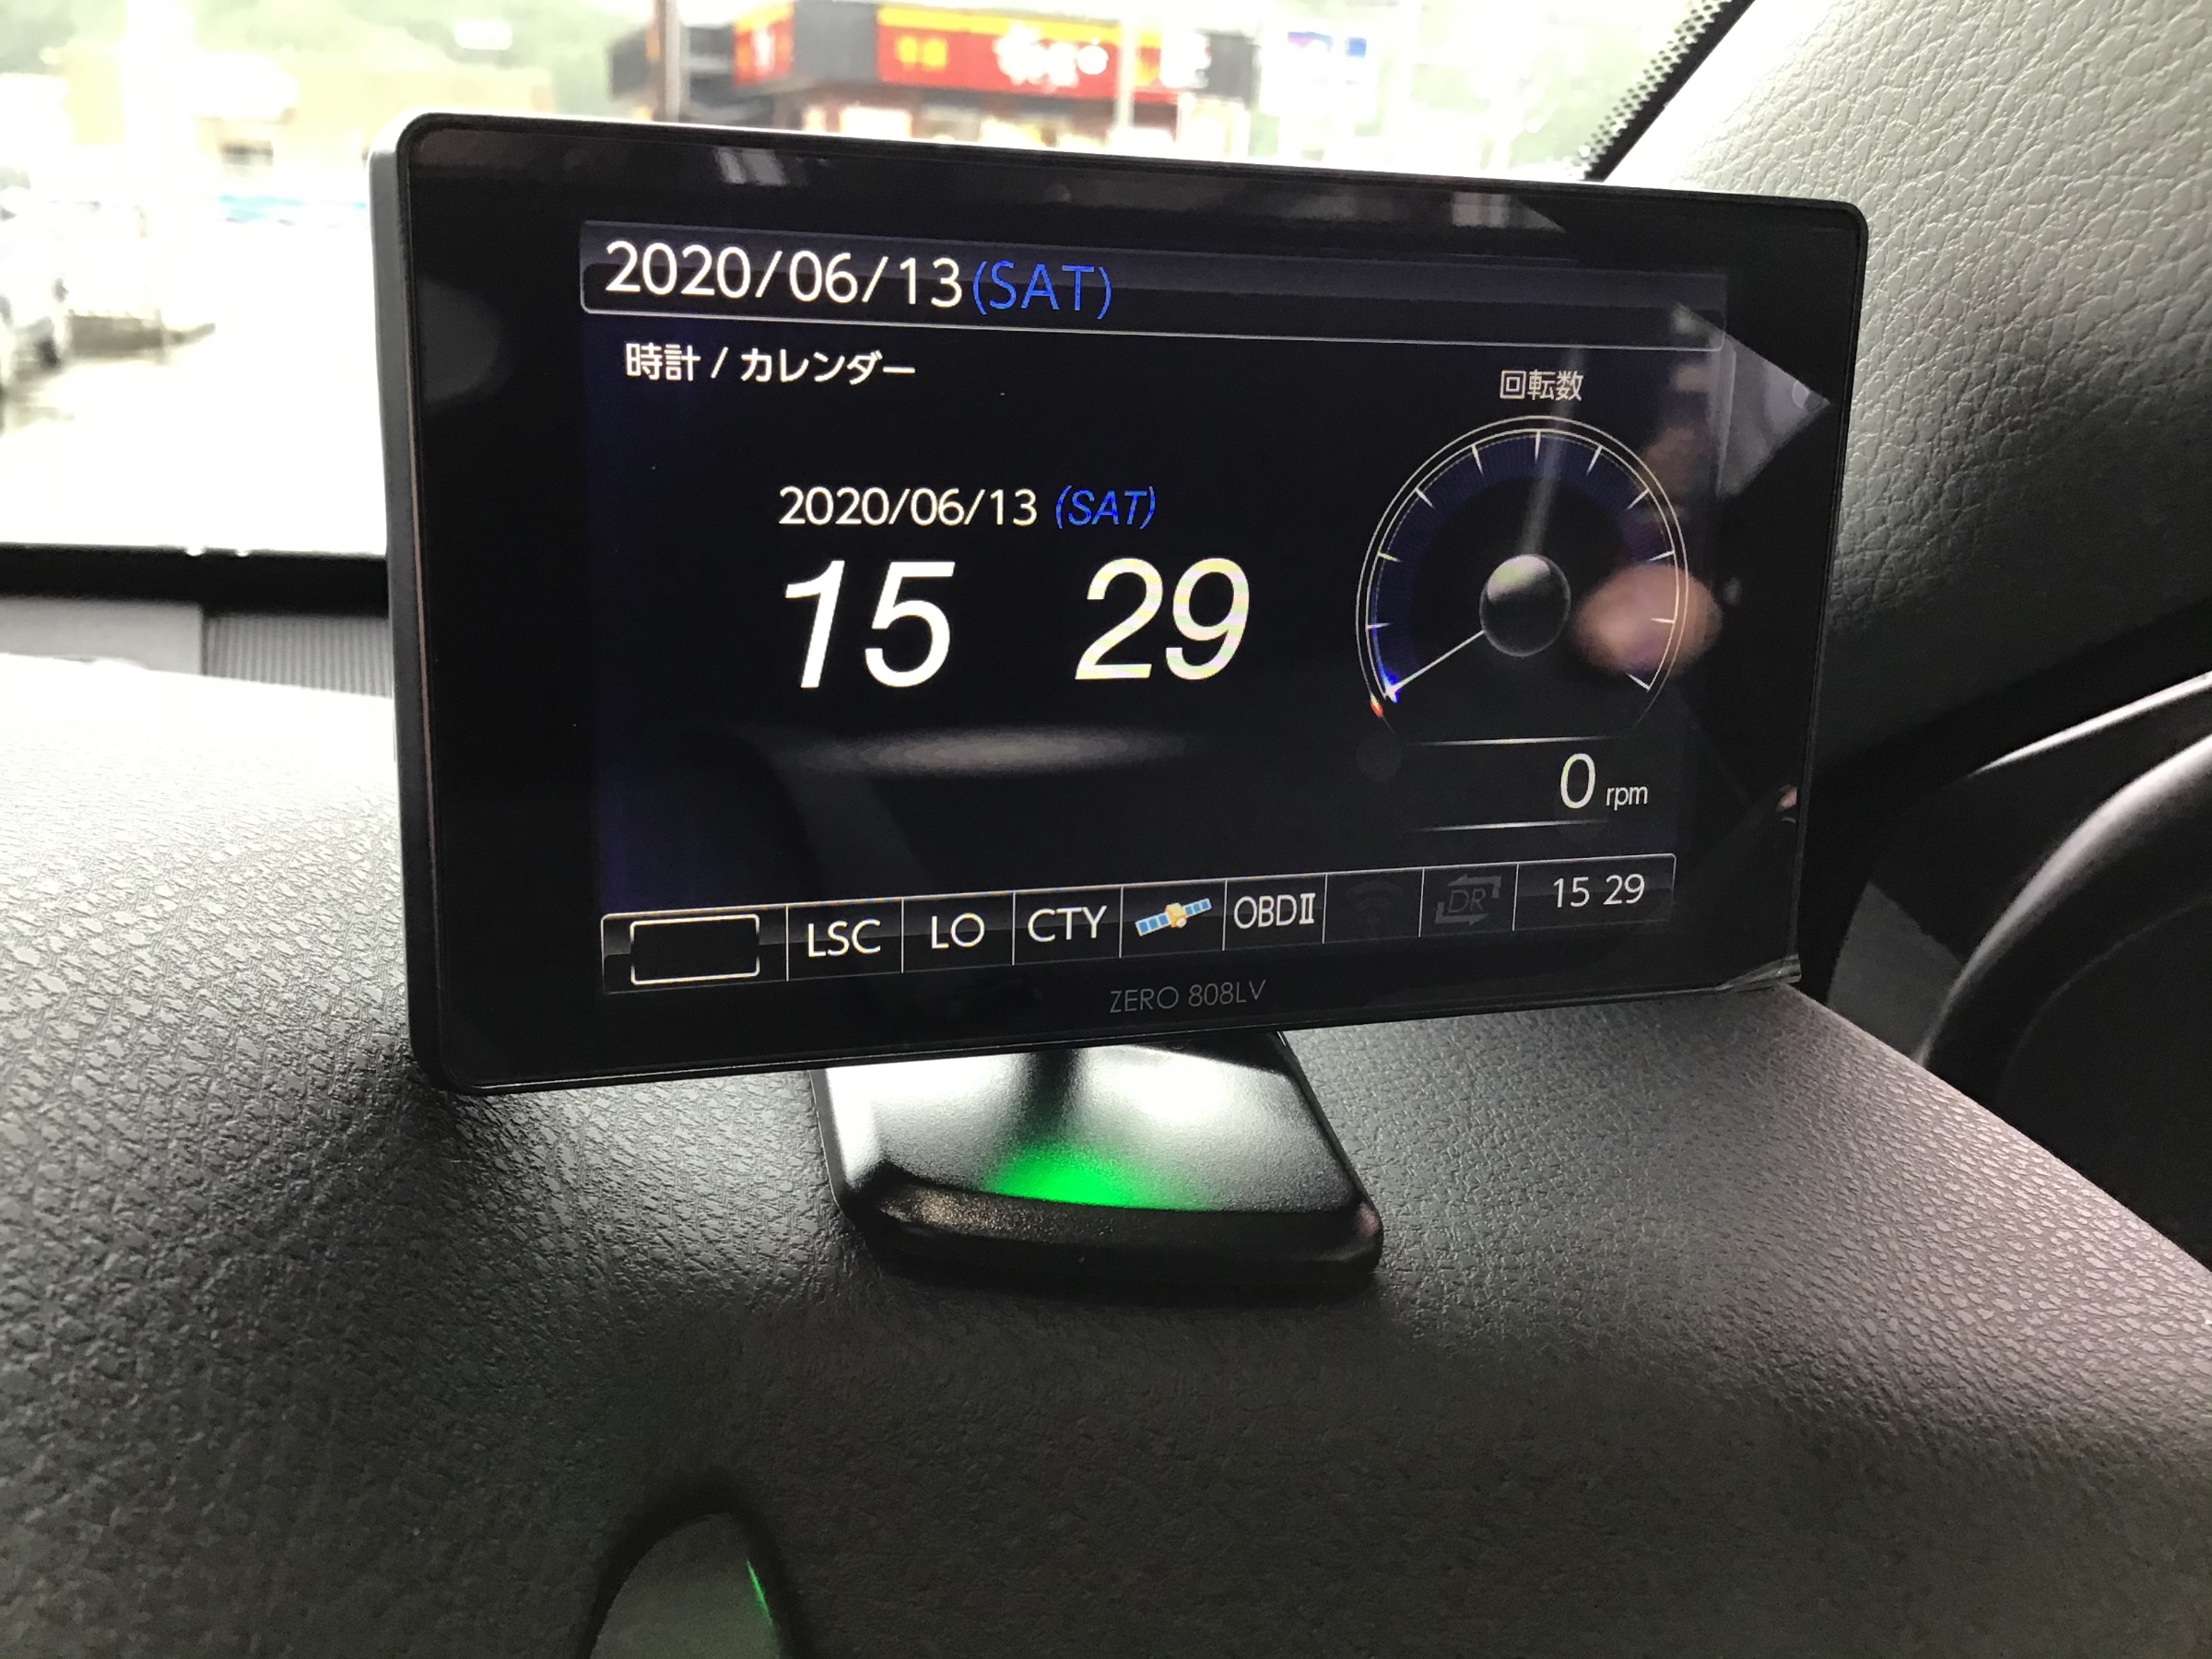 2020/06/13(SAT)
時計 / カレンダー
回転数
2020/06/13 (SAT)
15 29
0 rpm
LSC LO CTY OBDⅡ DR 15 29
ZERO 808LV